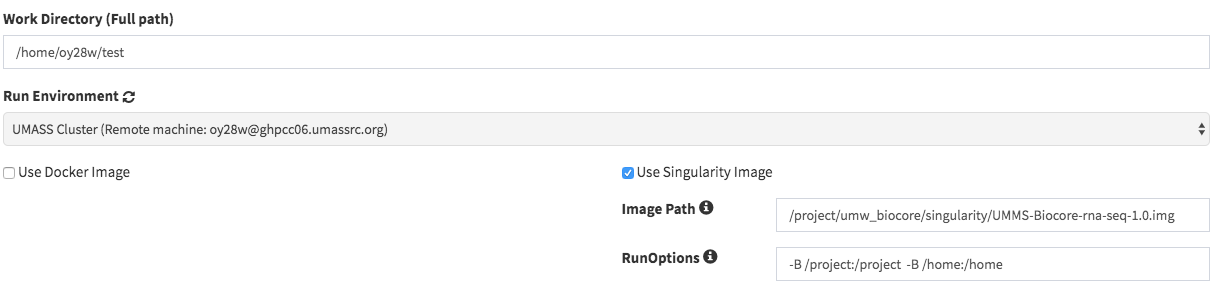 Work Directory (Full path)
/home/oy28w/test
Run Environment
UMASS Cluster (Remote machine: oy28w@ghpcc06.umassrc.org)
Use Docker Image
Use Singularity Image
Image Path
/project/umw_biocore/singularity/UMMS-Biocore-rna-seq-1.0.img
RunOptions
-B /project:/project -B /home:/home